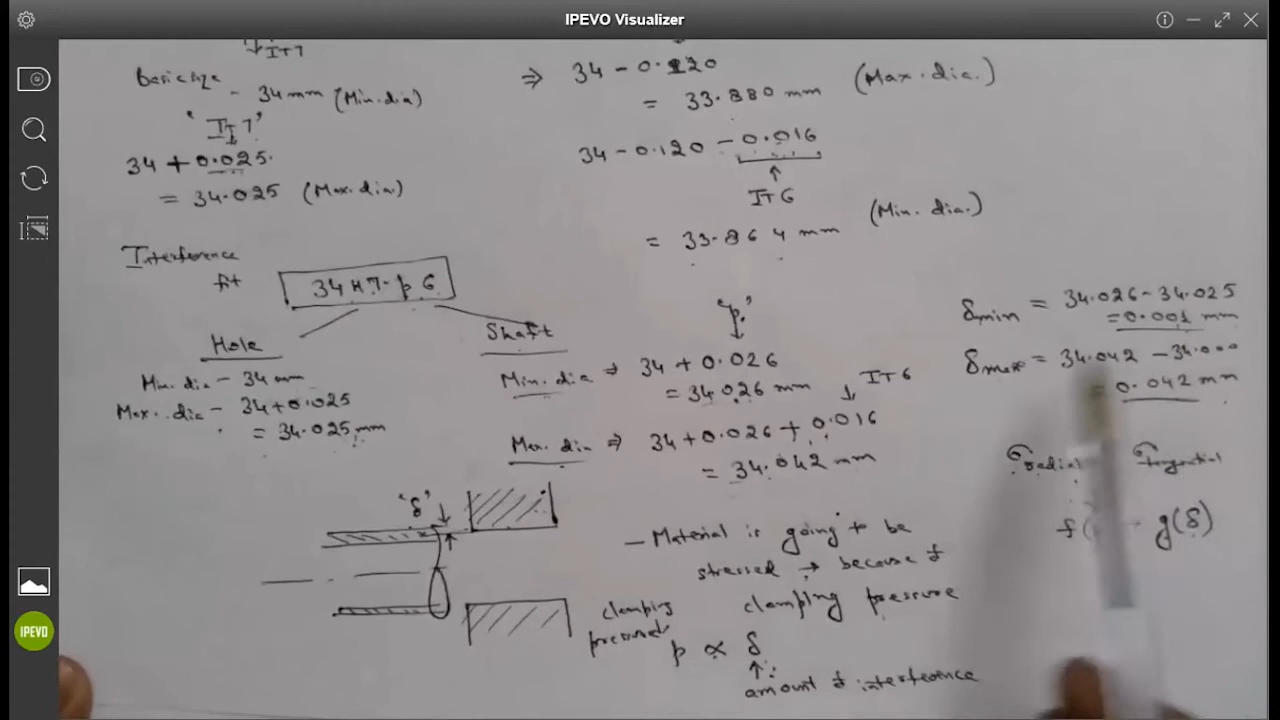 IPEVO Visualizer
IT7
Basic size
- 34 mm (Min. dia)
'IT7'
34 + 0.025
= 34.025 (Max. dia)
⇒ 34 - 0.120
= 33.880 mm (Max. dia.)
34 - 0.120 - 0.016
IT6
= 33.864 mm (Min. dia.)
Interference
fit
34 H7 - p6
Hole
Min. dia - 34 mm
Max. dia - 34 + 0.025
= 34.025 mm
Shaft
'p'
Min. dia ⇒ 34 + 0.026
= 34.026 mm
IT6
Max. dia ⇒ 34 + 0.026 + 0.016
= 34.042 mm
δmin = 34.026 - 34.025
= 0.001 mm
δmax = 34.042 - 34.000
= 0.042 mm
σradial σtangential
f( g(δ)
'δ'
- Material is going to be
stressed → because of
clamping pressure
clamping
pressure
p ∝ δ
amount of interference
IPEVO